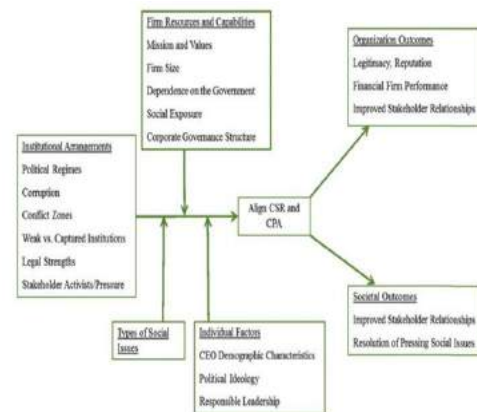 Firm Resources and Capabilities
Mission and Values
Firm Size
Dependence on the Government
Social Exposure
Corporate Governance Structure
Organization Outcomes
Legitimacy, Reputation
Financial Firm Performance
Improved Stakeholder Relationships
Institutional Arrangements
Political Regimes
Corruption
Conflict Zones
Weak vs. Captured Institutions
Legal Strengths
Stakeholder Activists/Pressure
Align CSR and
CPA
Types of Social
Issues
Individual Factors
CEO Demographic Characteristics
Political Ideology
Responsible Leadership
Societal Outcomes
Improved Stakeholder Relationships
Resolution of Pressing Social Issues